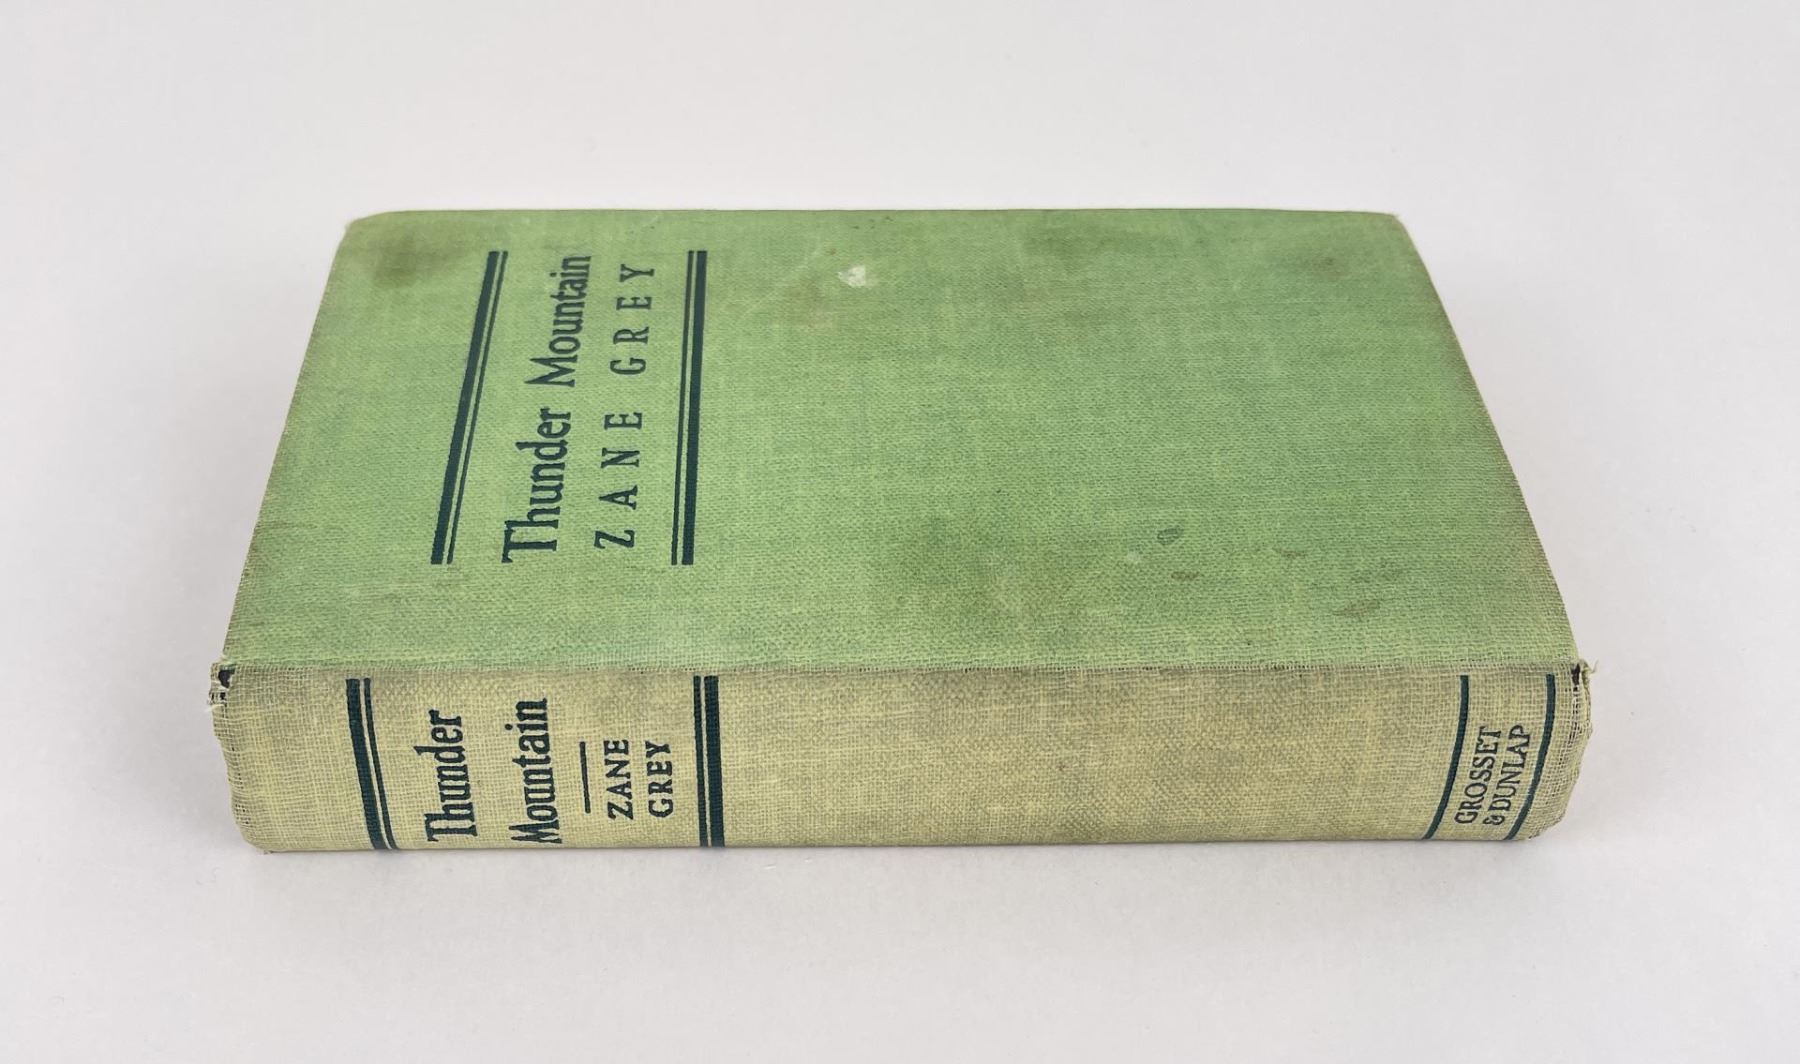 Thunder Mountain
ZANE GREY
Thunder
Mountain
ZANE
GREY
GROSSET
& DUNLAP